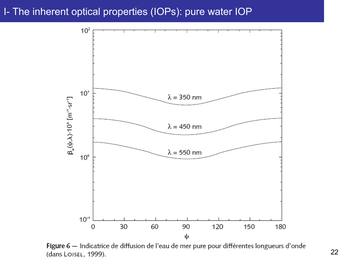 I- The inherent optical properties (IOPs): pure water IOP
10²
10¹
10⁰
10⁻¹
λ = 350 nm
λ = 450 nm
λ = 550 nm
0 30 60 90 120 150 180
ψ
Figure 6 — Indicatrice de diffusion de l'eau de mer pure pour différentes longueurs d'onde
(dans LOISEL, 1999).
22